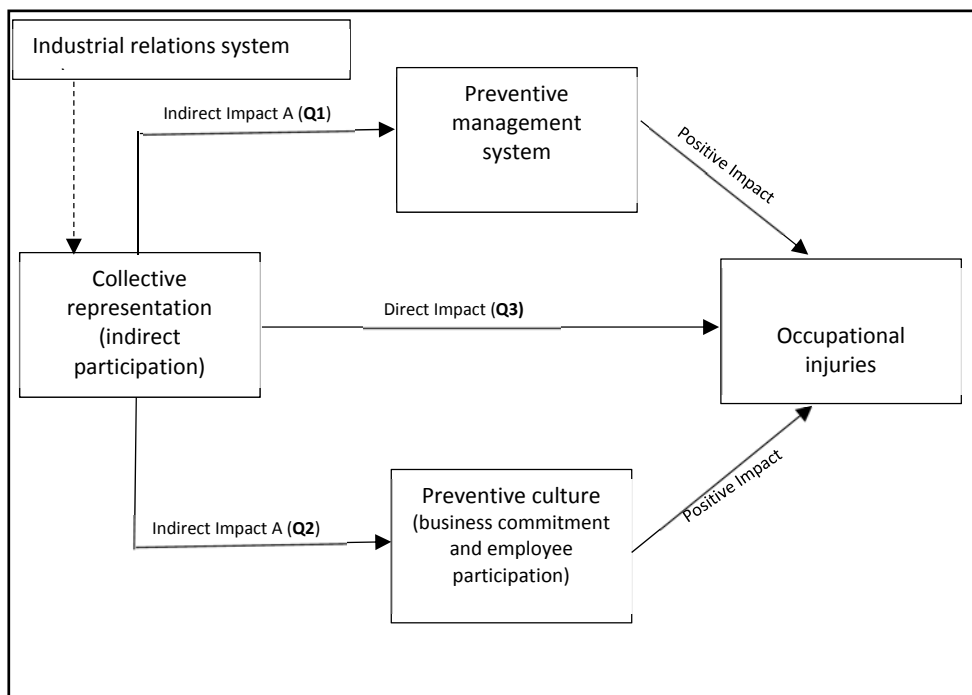 Industrial relations system
.
Indirect Impact A (Q1)
Preventive
management
system
Positive Impact
Collective
representation
(indirect
participation)
Direct Impact (Q3)
Occupational
injuries
Indirect Impact A (Q2)
Preventive culture
(business commitment
and employee
participation)
Positive Impact